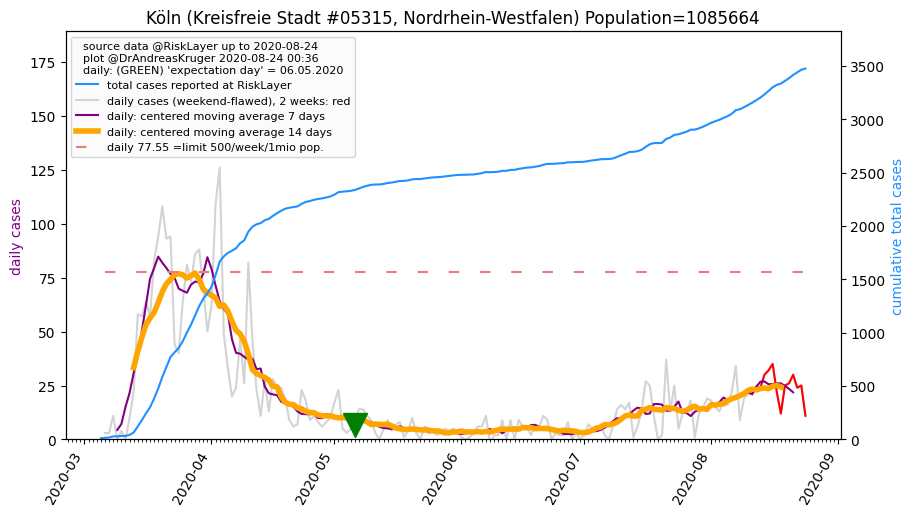 Köln (Kreisfreie Stadt #05315, Nordrhein-Westfalen) Population=1085664
source data @RiskLayer up to 2020-08-24
plot @DrAndreasKruger 2020-08-24 00:36
daily: (GREEN) 'expectation day' = 06.05.2020
total cases reported at RiskLayer
daily cases (weekend-flawed), 2 weeks: red
daily: centered moving average 7 days
daily: centered moving average 14 days
daily 77.55 =limit 500/week/1mio pop.
daily cases
175
150
125
100
75
50
25
0
cumulative total cases
3500
3000
2500
2000
1500
1000
500
0
2020-03
2020-04
2020-05
2020-06
2020-07
2020-08
2020-09